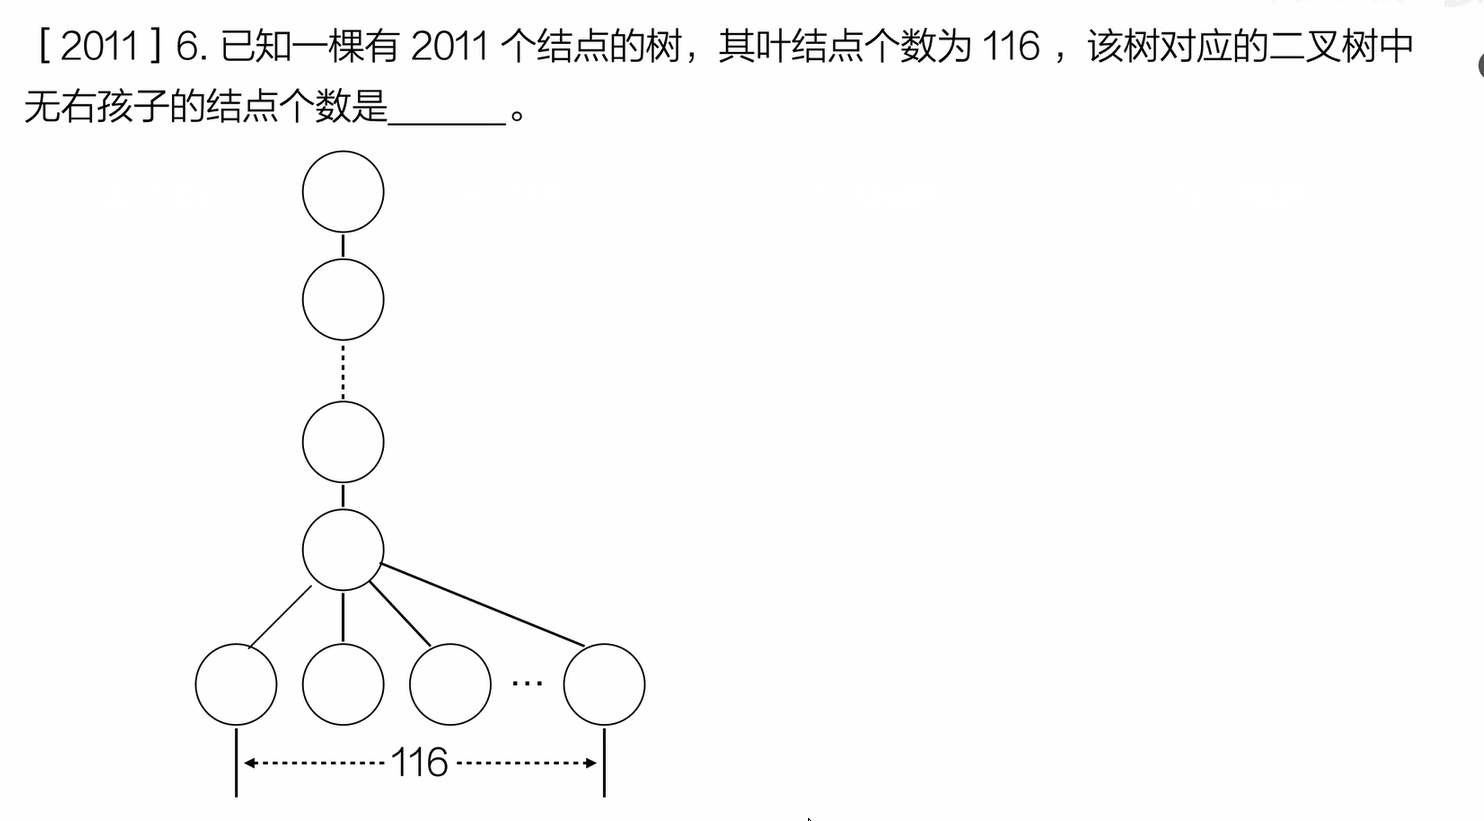 [ 2011 ] 6. 已知一棵有 2011 个结点的树，其叶结点个数为 116 ，该树对应的二叉树中
无右孩子的结点个数是______。
···
116